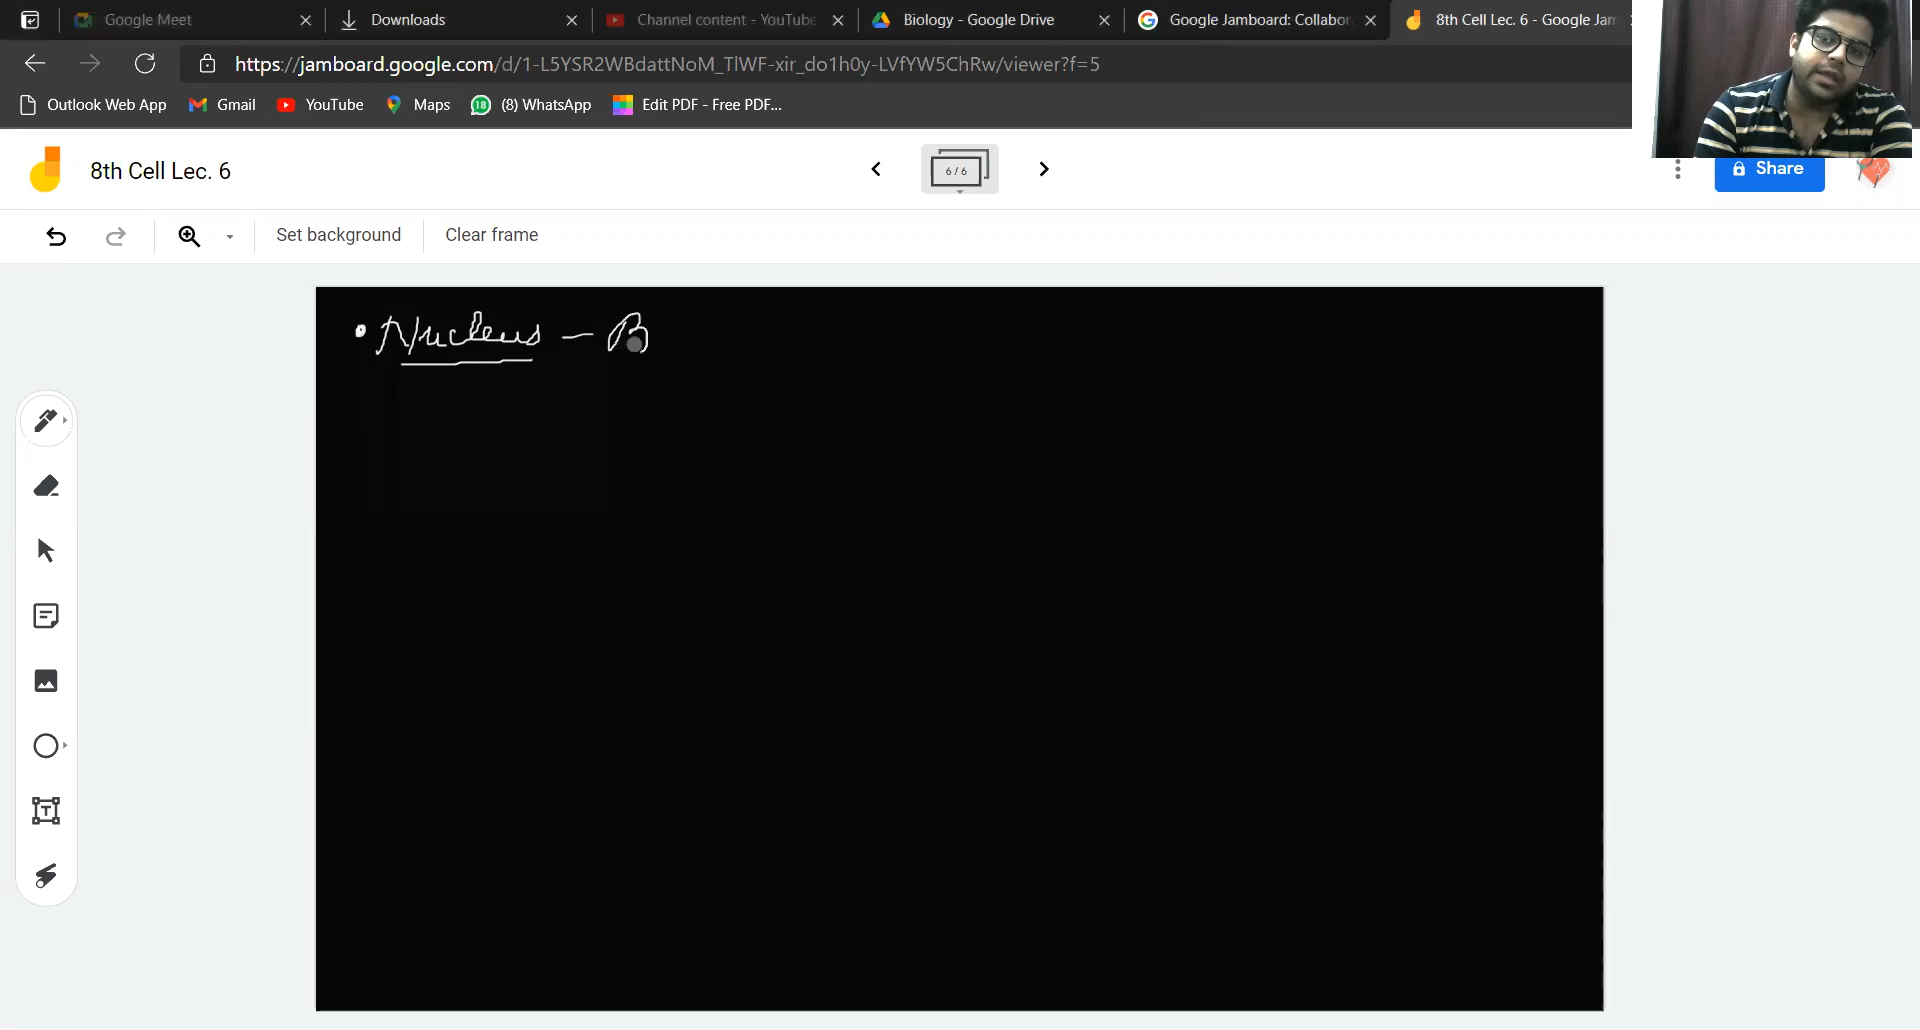 Google Meet Downloads Channel content - YouTube Biology - Google Drive Google Jamboard: Collabor 8th Cell Lec. 6 - Google Jam
https://jamboard.google.com/d/1-L5YSR2WBdattNoM_TlWF-xir_do1h0y-LVfYW5ChRw/viewer?f=5
Outlook Web App Gmail YouTube Maps 18 (8) WhatsApp Edit PDF - Free PDF...
8th Cell Lec. 6 6 / 6 Share
Set background Clear frame
• Nucleus – B